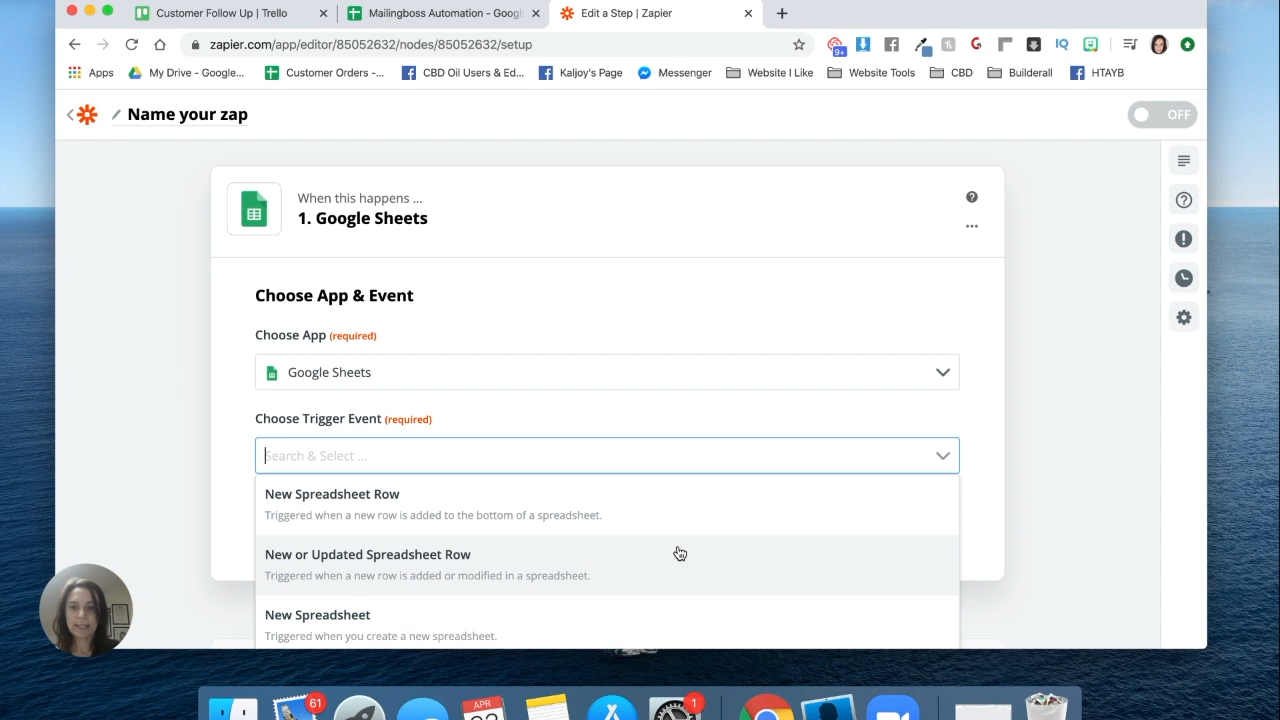 Customer Follow Up | Trello
Mailingboss Automation - Googl
Edit a Step | Zapier
zapier.com/app/editor/85052632/nodes/85052632/setup
9+
Apps
My Drive - Google...
Customer Orders -...
CBD Oil Users & Ed...
Kaljoy's Page
Messenger
Website I Like
Website Tools
CBD
Builderall
HTAYB
Name your zap
OFF
When this happens ...
1. Google Sheets
Choose App & Event
Choose App (required)
Google Sheets
Choose Trigger Event (required)
Search & Select ...
New Spreadsheet Row
Triggered when a new row is added to the bottom of a spreadsheet.
New or Updated Spreadsheet Row
Triggered when a new row is added or modified in a spreadsheet.
New Spreadsheet
Triggered when you create a new spreadsheet.
61
APR
1